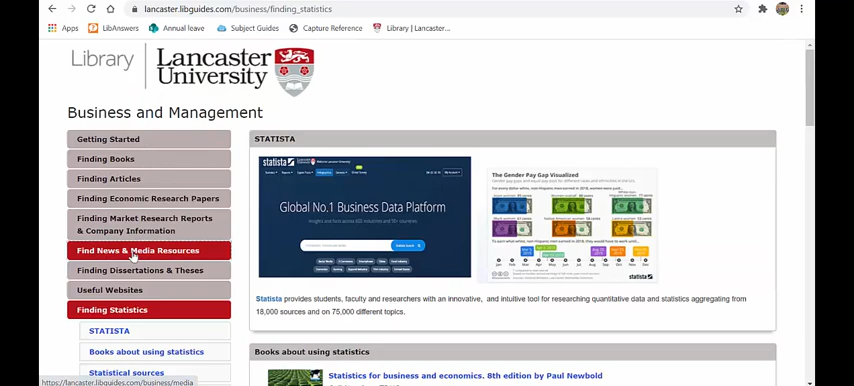 lancaster.libguides.com/business/finding_statistics
Apps LibAnswers Annual leave Subject Guides Capture Reference Library | Lancaster...
Library Lancaster University
Business and Management
Getting Started
Finding Books
Finding Articles
Finding Economic Research Papers
Finding Market Research Reports
& Company Information
Find News & Media Resources
Finding Dissertations & Theses
Useful Websites
Finding Statistics
STATISTA
Books about using statistics
Statistical sources
https://lancaster.libguides.com/business/media
STATISTA
statista
Global No.1 Business Data Platform
The Gender Pay Gap Visualized
Statista provides students, faculty and researchers with an innovative, and intuitive tool for researching quantitative data and statistics aggregating from
18,000 sources and on 75,000 different topics.
Books about using statistics
Statistics for business and economics. 8th edition by Paul Newbold